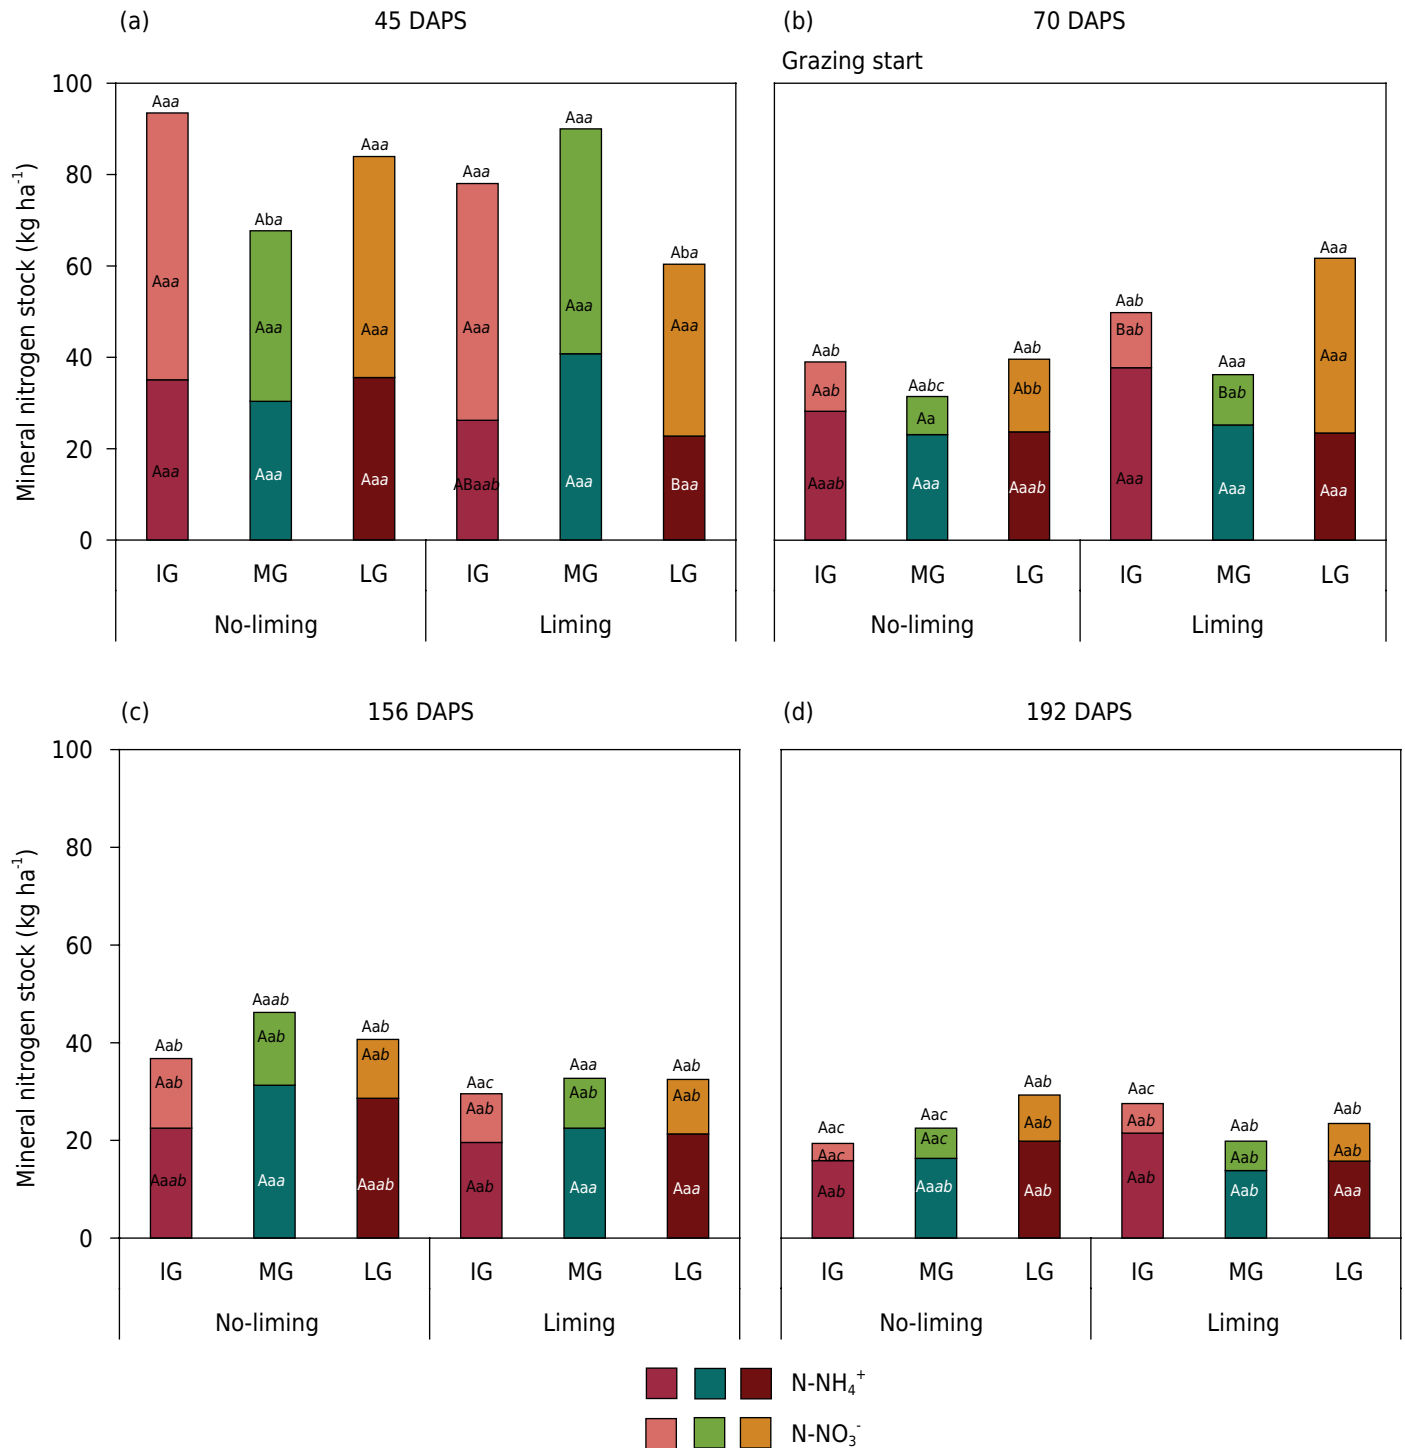 (a) 45 DAPS
(b) 70 DAPS
Grazing start
Mineral nitrogen stock (kg ha⁻¹)
100
80
60
40
20
0
Aaa
Aaa
Aaa
Aba
Aaa
Aaa
Aaa
Aaa
Aaa
Aaa
Aaa
ABaab
Aaa
Aaa
Aaa
Aba
Aaa
Baa
IG MG LG IG MG LG
No-liming Liming
Aab
Aab
Aaab
Aabc
Aa
Aaa
Aab
Abb
Aaab
Aab
Bab
Aaa
Aaa
Bab
Aaa
Aaa
Aaa
Aaa
IG MG LG IG MG LG
No-liming Liming
(c) 156 DAPS
(d) 192 DAPS
Mineral nitrogen stock (kg ha⁻¹)
100
80
60
40
20
0
Aab
Aab
Aaab
Aaab
Aab
Aaa
Aab
Aab
Aaab
Aac
Aab
Aab
Aaa
Aab
Aaa
Aab
Aab
Aaa
IG MG LG IG MG LG
No-liming Liming
Aac
Aac
Aab
Aac
Aac
Aaab
Aab
Aab
Aab
Aac
Aab
Aab
Aab
Aab
Aab
Aab
Aab
Aaa
IG MG LG IG MG LG
No-liming Liming
N-NH₄⁺
N-NO₃⁻